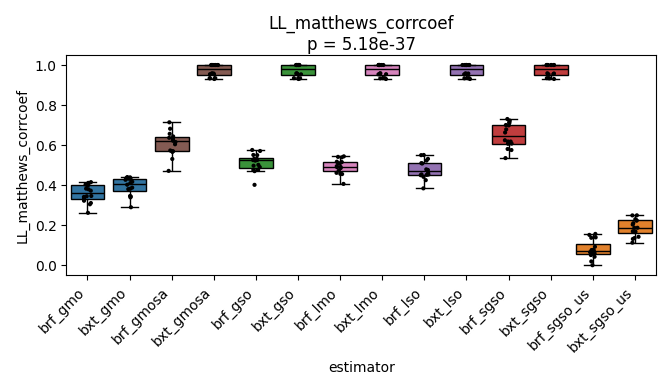 LL_matthews_corrcoef
p = 5.18e-37
LL_matthews_corrcoef
1.0
0.8
0.6
0.4
0.2
0.0
brf_gmo
bxt_gmo
brf_gmosa
bxt_gmosa
brf_gso
bxt_gso
brf_lmo
bxt_lmo
brf_lso
bxt_lso
brf_sgso
bxt_sgso
brf_sgso_us
bxt_sgso_us
estimator